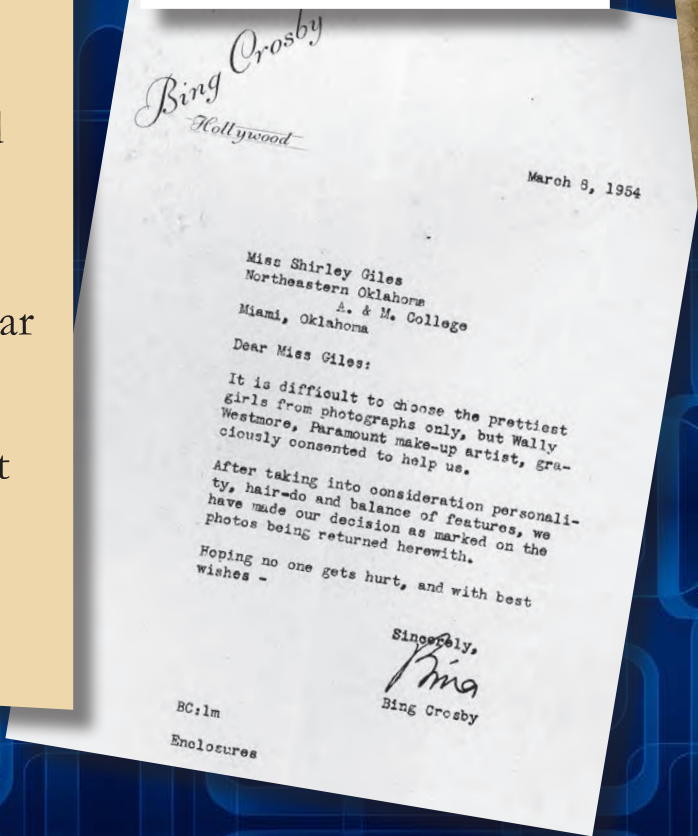 ar
Bing Crosby
Hollywood
March 8, 1954
Miss Shirley Giles
Northeastern Oklahoma
A. & M. College
Miami, Oklahoma
Dear Miss Giles:
It is difficult to choose the prettiest
girls from photographs only, but Wally
Westmore, Paramount make-up artist, gra-
ciously consented to help us.
After taking into consideration personali-
ty, hair-do and balance of features, we
have made our decision as marked on the
photos being returned herewith.
Hoping no one gets hurt, and with best
wishes -
Sincerely,
Bing
Bing Crosby
BC:lm
Enclosures